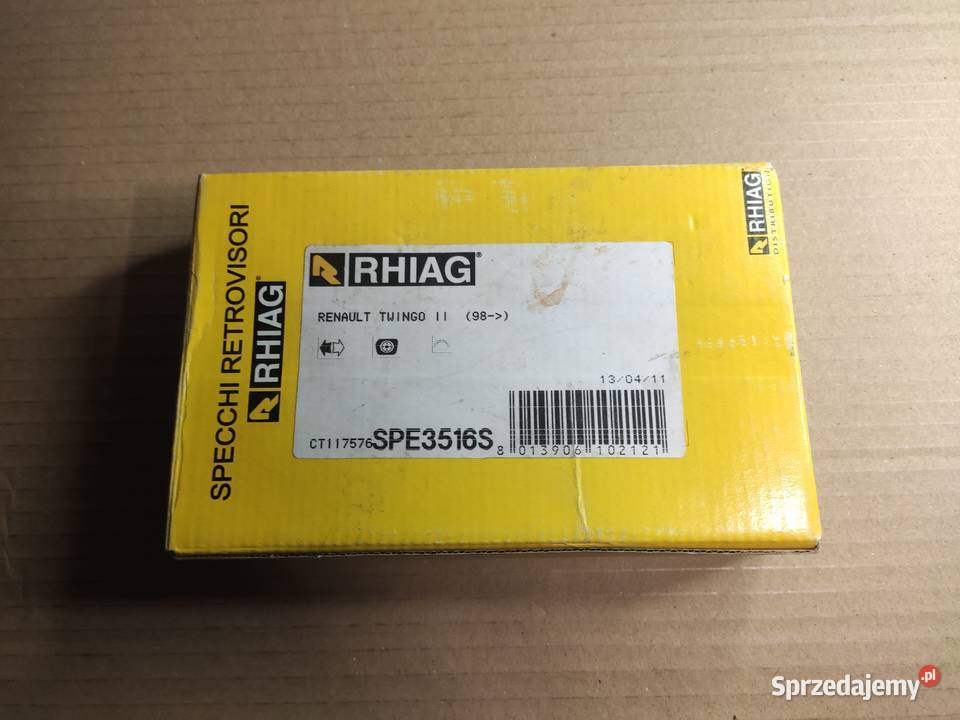 SPECCHI RETROVISORI
RHIAG
RHIAG
DISTRIBUTION
RHIAG
RENAULT TWINGO II (98->)
13/04/11
CT117576 SPE3516S
8 013906 102121
Sprzedajemy.pl